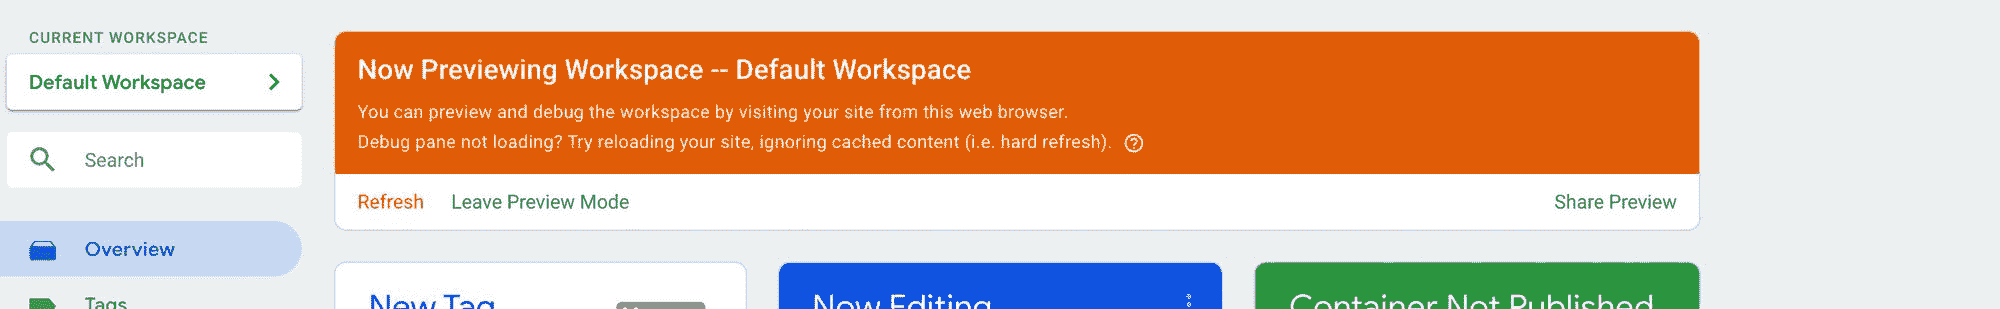 CURRENT WORKSPACE
Default Workspace
Search
Overview
Tags
Now Previewing Workspace -- Default Workspace
You can preview and debug the workspace by visiting your site from this web browser.
Debug pane not loading? Try reloading your site, ignoring cached content (i.e. hard refresh).
Refresh Leave Preview Mode Share Preview
New Tag
Now Editing
Container Not Published